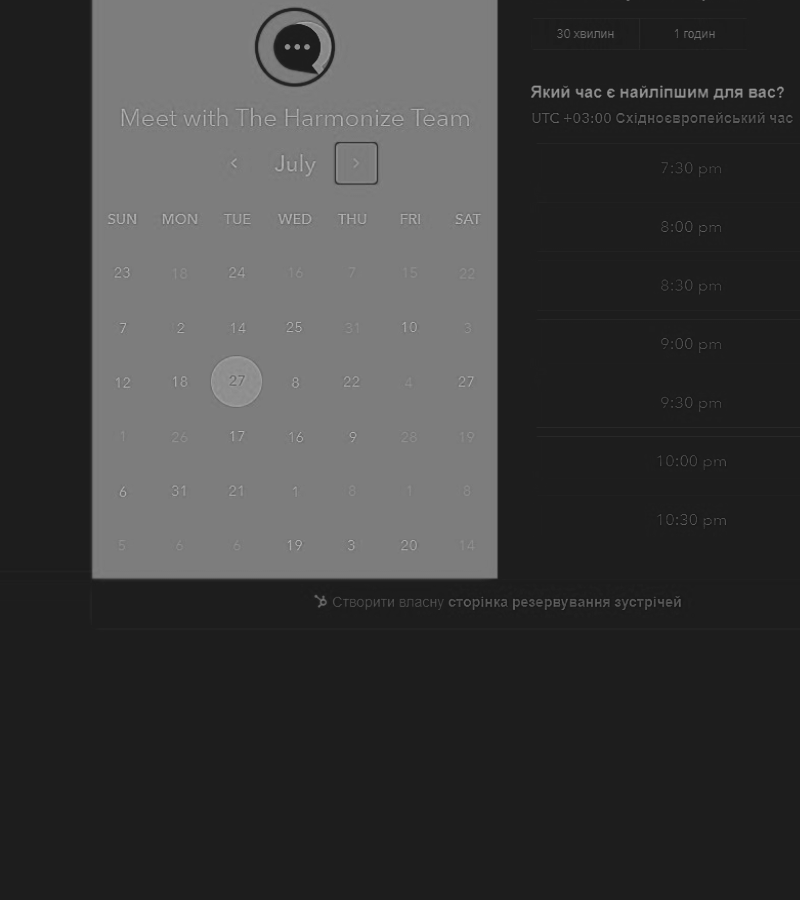 Meet with The Harmonize Team
July
SUN MON TUE WED THU FRI SAT
23 18 24 16 7 15 22
7 2 14 25 31 10 3
12 18 27 8 22 4 27
1 26 17 16 9 28 19
6 31 21 1 8 1 8
5 6 6 19 3 20 14
30 хвилин 1 годин
Який час є найліпшим для вас?
UTC +03:00 Східноєвропейський час
7:30 pm
8:00 pm
8:30 pm
9:00 pm
9:30 pm
10:00 pm
10:30 pm
Створити власну сторінка резервування зустрічей